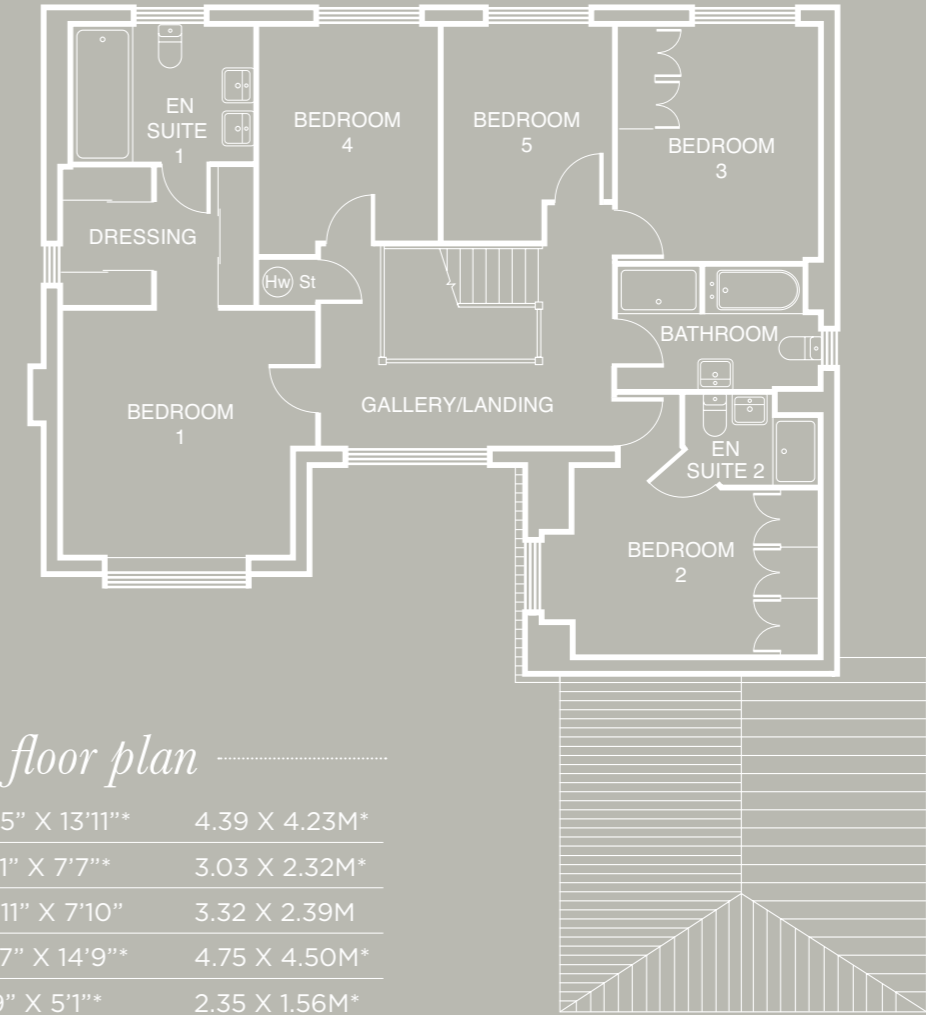 EN
SUITE
1
BEDROOM
4
BEDROOM
5
BEDROOM
3
DRESSING
Hw St
BATHROOM
BEDROOM
1
GALLERY/LANDING
EN
SUITE 2
BEDROOM
2
floor plan
5” X 13’11”* 4.39 X 4.23M*
1” X 7’7”* 3.03 X 2.32M*
11” X 7’10” 3.32 X 2.39M
7” X 14’9”* 4.75 X 4.50M*
9” X 5’1”* 2.35 X 1.56M*